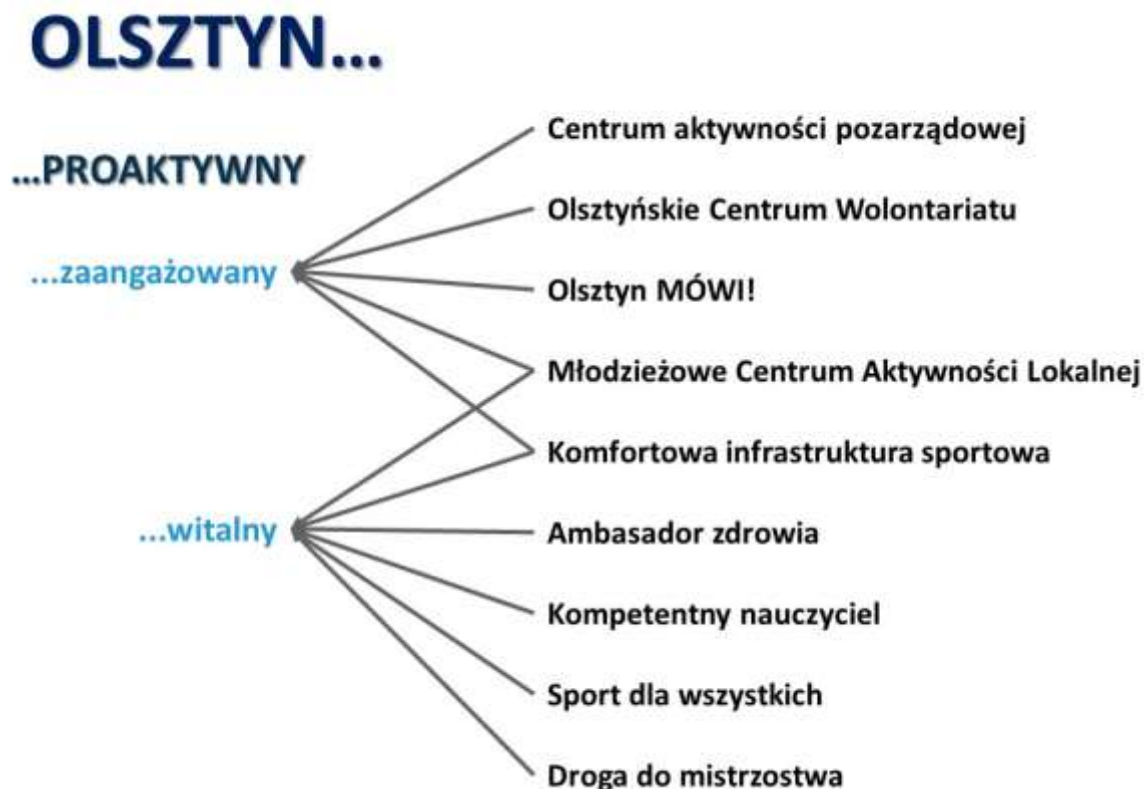 OLSZTYN...
...PROAKTYWNY
...zaangażowany
...witalny
Centrum aktywności pozarządowej
Olsztyńskie Centrum Wolontariatu
Olsztyn MÓWI!
Młodzieżowe Centrum Aktywności Lokalnej
Komfortowa infrastruktura sportowa
Ambasador zdrowia
Kompetentny nauczyciel
Sport dla wszystkich
Droga do mistrzostwa